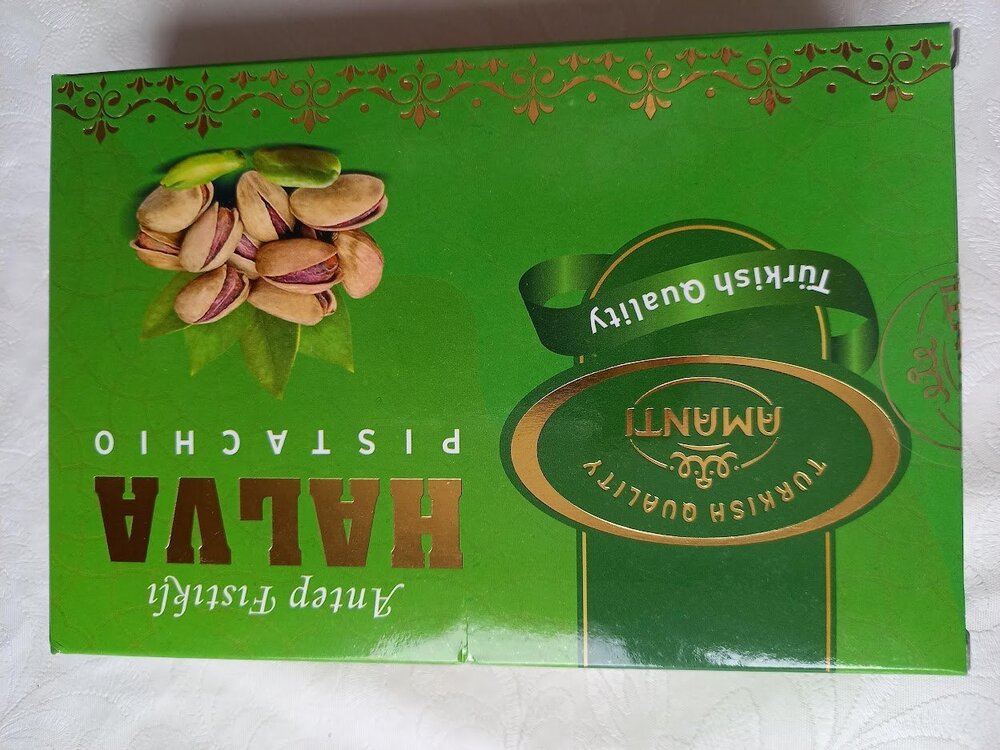 Antep Fıstıklı
HALVA
PISTACHIO
TURKISH QUALITY
AMANTI
Türkish Quality